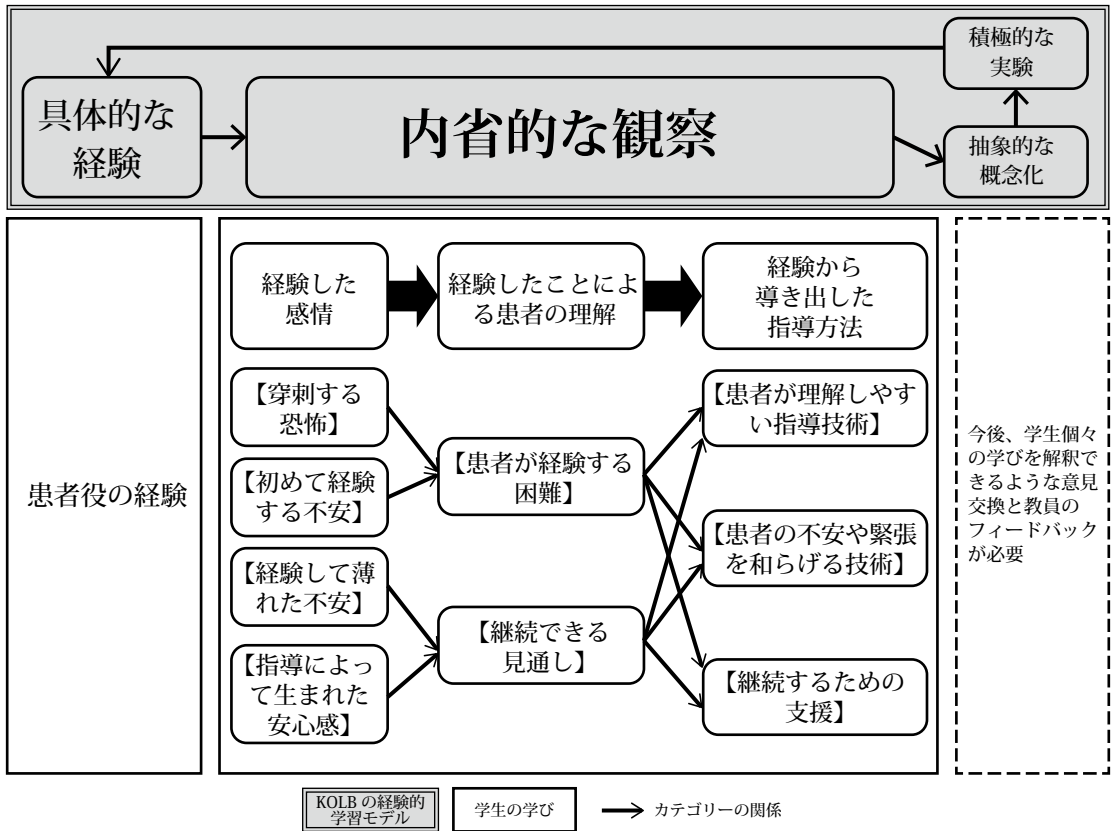 積極的な
実験
具体的な
経験
内省的な観察
抽象的な
概念化
患者役の経験
経験した
感情
経験したことによ
る患者の理解
経験から
導き出した
指導方法
【穿刺する
恐怖】
【初めて経験
する不安】
【経験して薄
れた不安】
【指導によっ
て生まれた
安心感】
【患者が経験する
困難】
【継続できる
見通し】
【患者が理解しやす
い指導技術】
【患者の不安や緊張
を和らげる技術】
【継続するための
支援】
今後、学生個々
の学びを解釈で
きるような意見
交換と教員の
フィードバック
が必要
KOLB の経験的
学習モデル
学生の学び
カテゴリーの関係